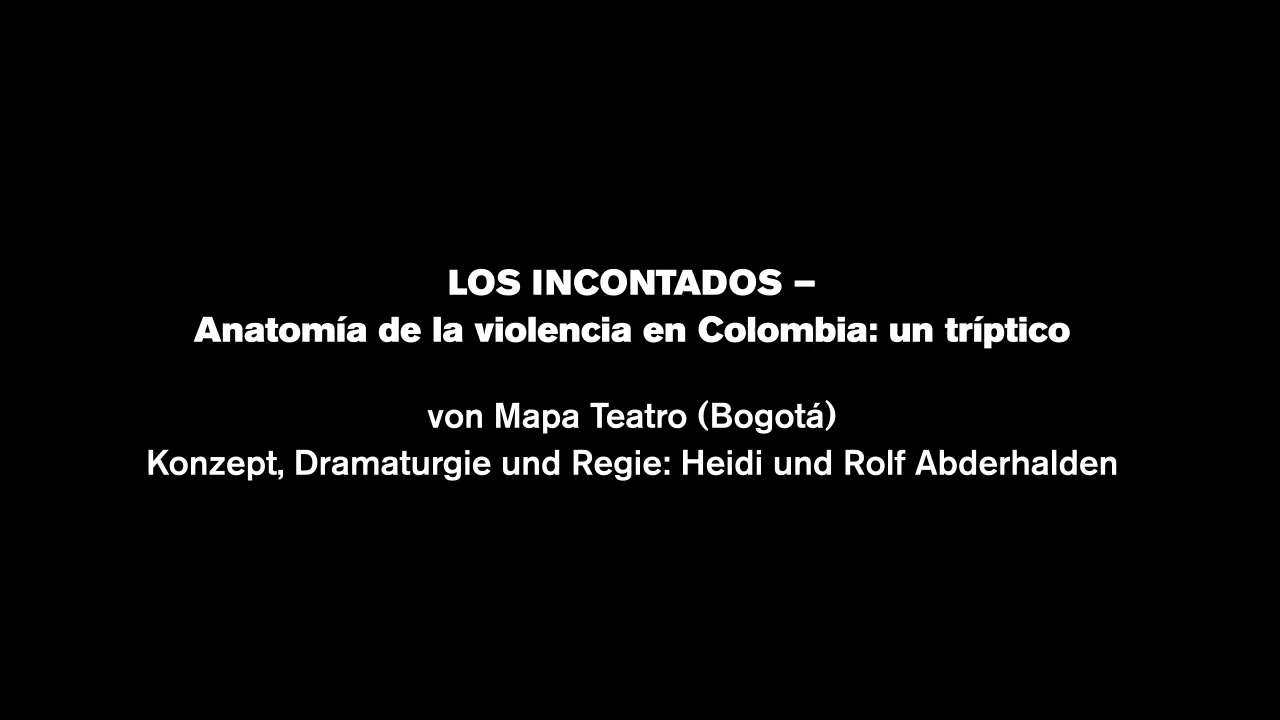 LOS INCONTADOS –
Anatomía de la violencia en Colombia: un tríptico
von Mapa Teatro (Bogotá)
Konzept, Dramaturgie und Regie: Heidi und Rolf Abderhalden